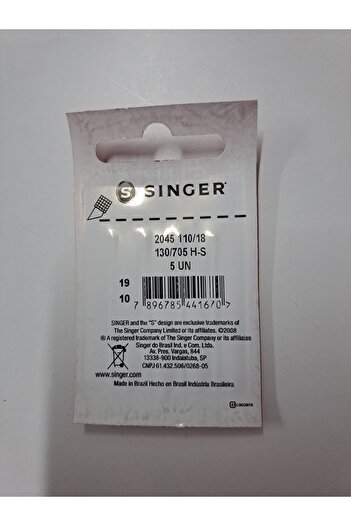 SINGER®
2045 110/18
130/705 H-S
5 UN
19
10
7 896785 441670
SINGER and the "S" design are exclusive trademarks of
The Singer Company Limited or its affiliates. ©2008
® A registered trademark of The Singer Company or its affiliates
Singer do Brasil Ind. e Com. Ltda.
Av. Pres. Vargas, 844
13338-900 Indaiatuba, SP
CNPJ 61.432.506/0268-05
www.singer.com
Made in Brazil Hecho en Brasil Indústria Brasileira